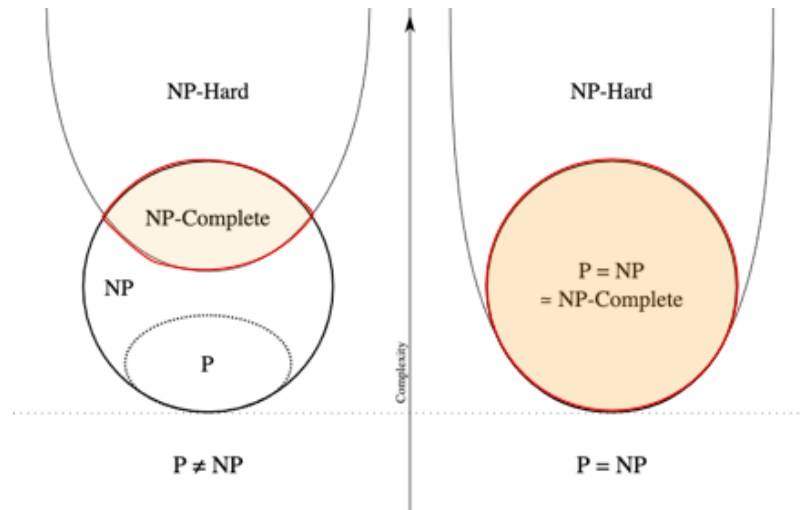 NP-Hard
NP-Complete
NP
P
P ≠ NP
Complexity
NP-Hard
P = NP
≃ NP-Complete
P = NP